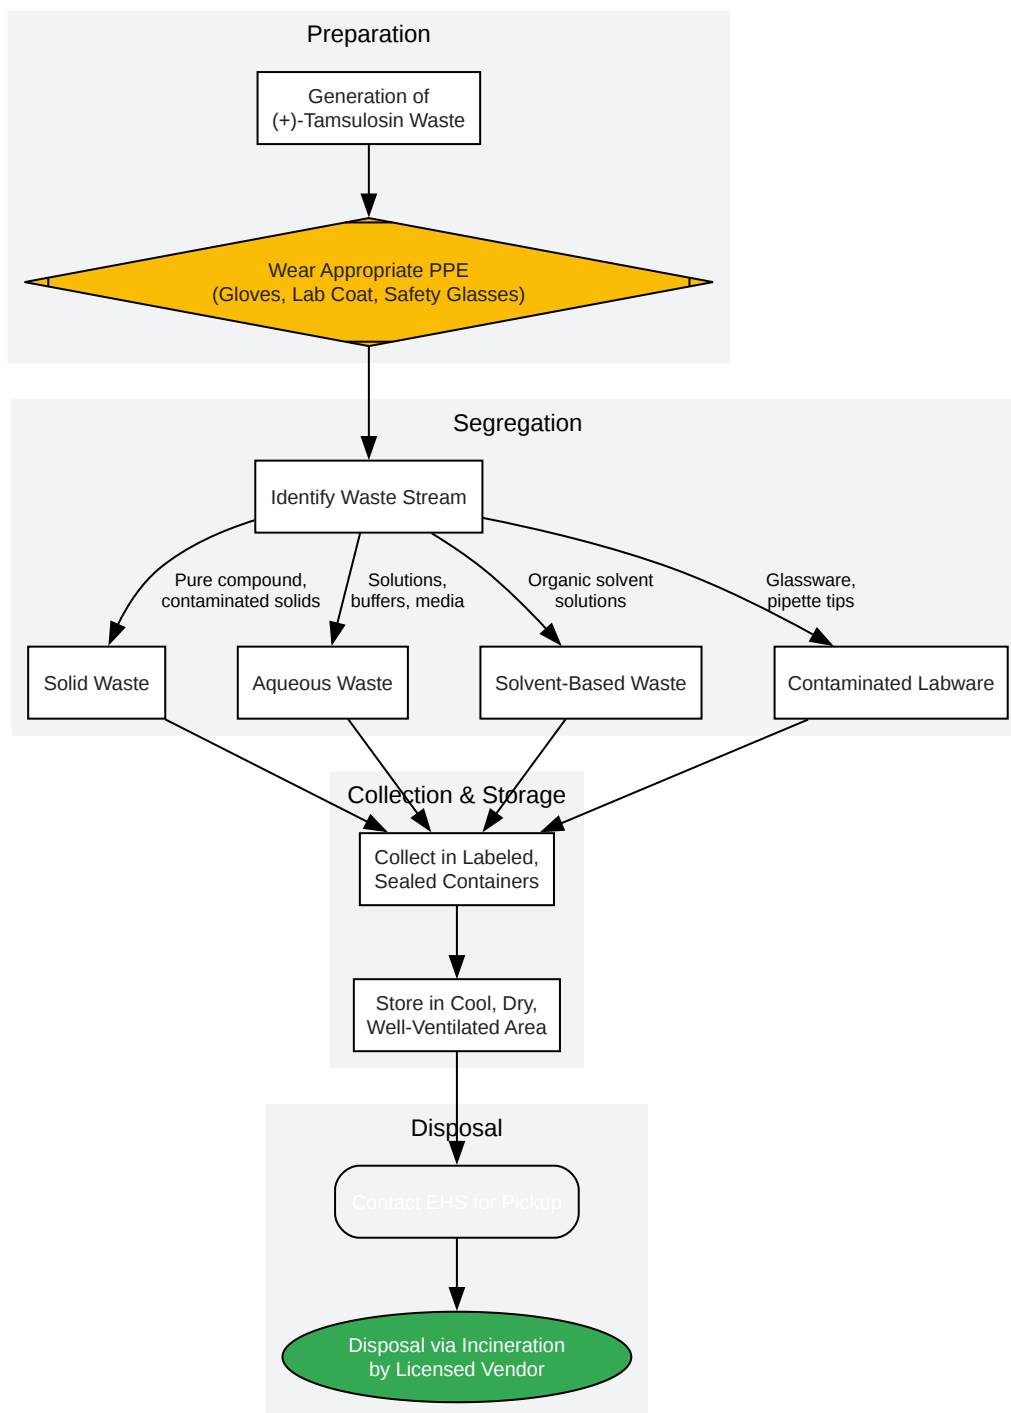 Preparation
Generation of
(+)-Tamsulosin Waste
Wear Appropriate PPE
(Gloves, Lab Coat, Safety Glasses)
Segregation
Identify Waste Stream
Pure compound,
contaminated solids
Solutions,
buffers, media
Organic solvent
solutions
Glassware,
pipette tips
Solid Waste
Aqueous Waste
Solvent-Based Waste
Contaminated Labware
Collection & Storage
Collect in Labeled,
Sealed Containers
Store in Cool, Dry,
Well-Ventilated Area
Disposal
Contact EHS for Pickup
Disposal via Incineration
by Licensed Vendor